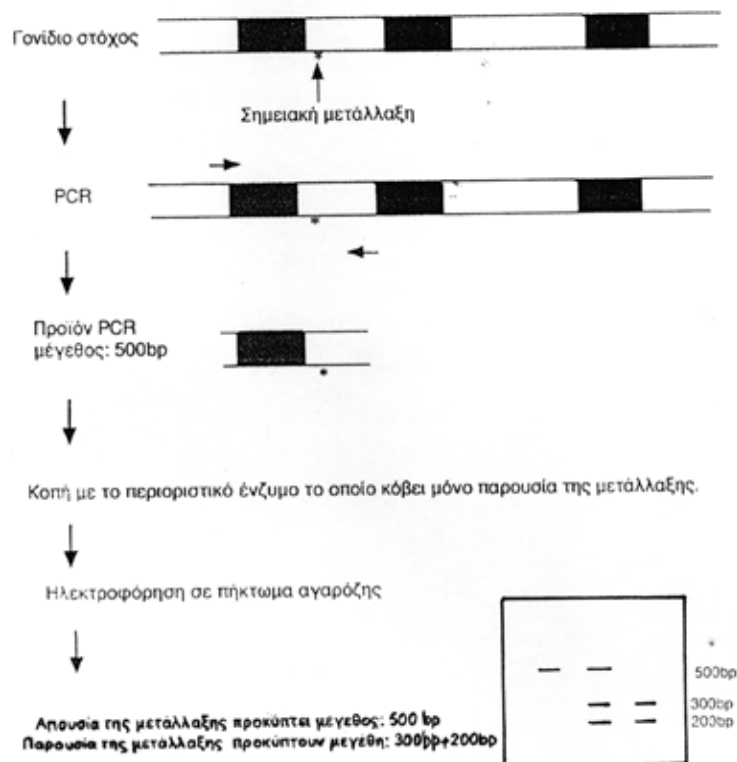 Γονίδιο στόχος
Σημειακή μετάλλαξη
PCR
Προϊόν PCR
μέγεθος: 500bp
Κοπή με το περιοριστικό ένζυμο το οποίο κόβει μόνο παρουσία της μετάλλαξης.
Ηλεκτροφόρηση σε πήκτωμα αγαρόζης
500bp
300bp
200bp
Απουσία της μετάλλαξης προκύπτει μέγεθος: 500 bp
Παρουσία της μετάλλαξης προκύπτουν μεγέθη: 300bp+200bp